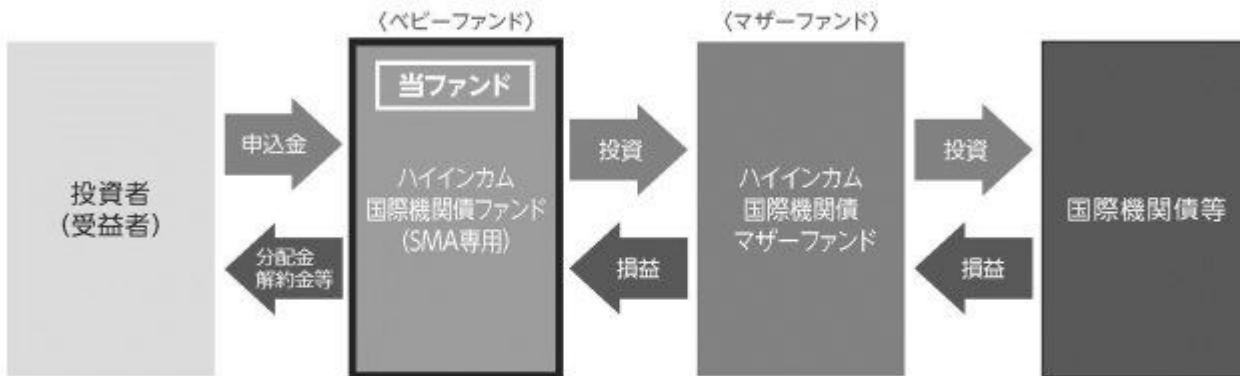 〈ベビーファンド〉
〈マザーファンド〉
投資者
(受益者)
申込金
分配金
解約金等
当ファンド
ハイインカム
国際機関債ファンド
(SMA専用)
投資
損益
ハイインカム
国際機関債
マザーファンド
投資
損益
国際機関債等